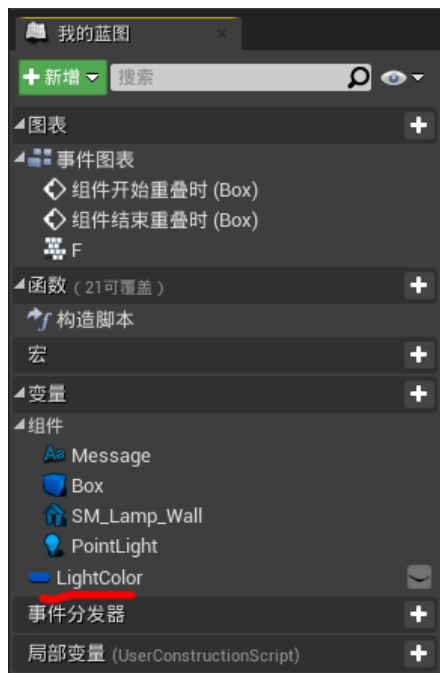 我的蓝图
新增 搜索
图表
事件图表
组件开始重叠时 (Box)
组件结束重叠时 (Box)
F
函数 (21可覆盖)
构造脚本
宏
变量
组件
Message
Box
SM_Lamp_Wall
PointLight
LightColor
事件分发器
局部变量 (UserConstructionScript)